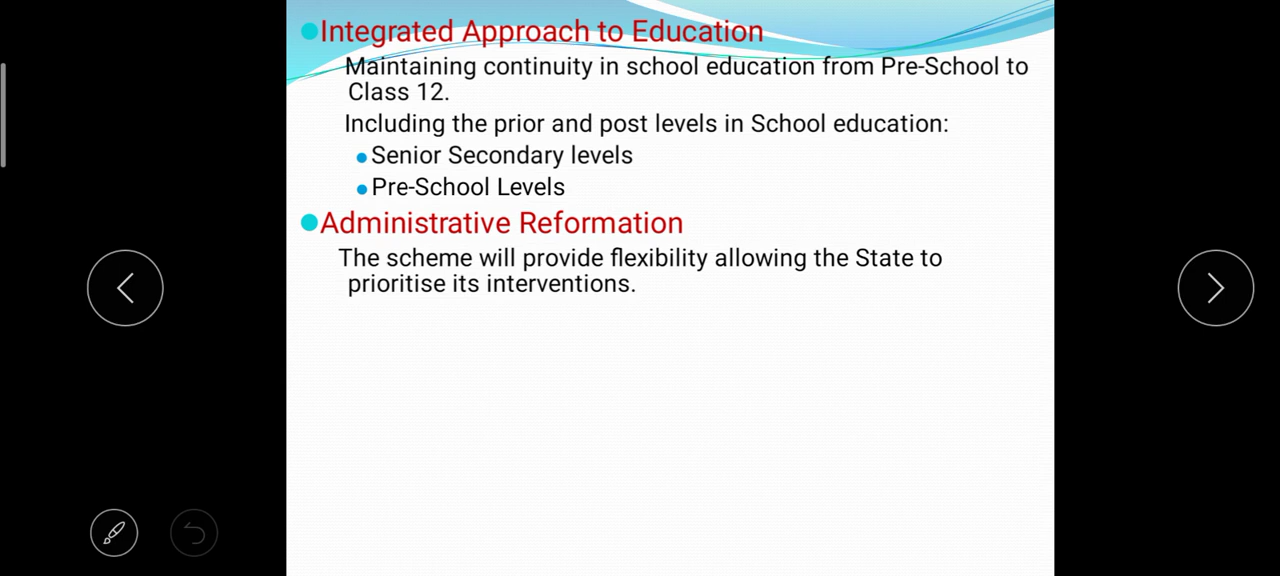 Integrated Approach to Education
Maintaining continuity in school education from Pre-School to
Class 12.
Including the prior and post levels in School education:
Senior Secondary levels
Pre-School Levels
Administrative Reformation
The scheme will provide flexibility allowing the State to
prioritise its interventions.